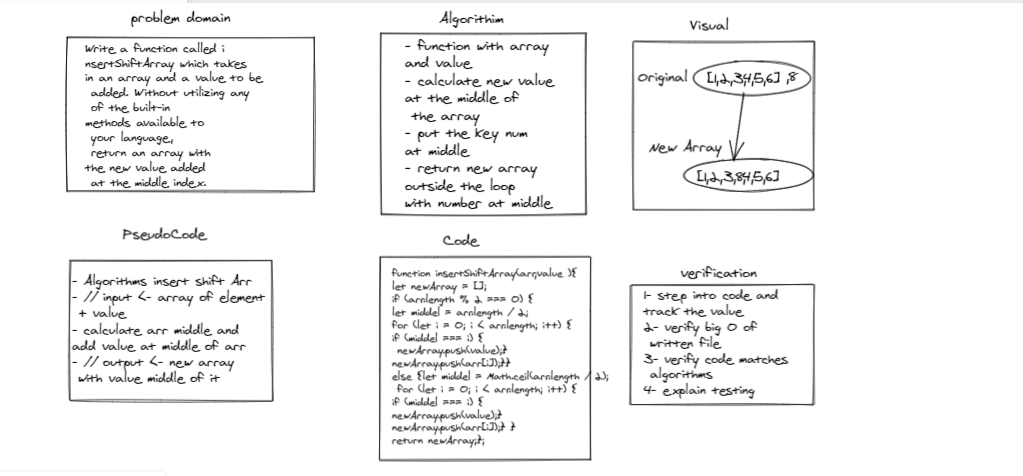 problem domain
Write a function called i
nsertShiftArray which takes
in an array and a value to be
added. Without utilizing any
of the built-in
methods available to
your language,
return an array with
the new value added
at the middle index.
Algorithim
- function with array
and value
- calculate new value
at the middle of
the array
- put the key num
at middle
- return new array
outside the loop
with number at middle
Visual
original [1,2,3,4,5,6] ,8
New Array
[1,2,3,8,4,5,6]
PseudoCode
- Algorithms insert shift Arr
- // input <- array of element
+ value
- calculate arr middle and
add value at middle of arr
- // output <- new array
with value middle of it
Code
function insertShiftArray(arr,value ){
let newArray = [];
if (arr.length % 2 === 0) {
let middel = arr.length / 2;
for (let i = 0; i < arr.length; i++) {
if (middel === i) {
newArray.push(value);}
newArray.push(arr[i]);}}
else {let middel = Math.ceil(arr.length / 2);
for (let i = 0; i < arr.length; i++) {
if (middel === i) {
newArray.push(value);}
newArray.push(arr[i]);} }
return newArray;};
verification
1- step into code and
track the value
2- verify big O of
written file
3- verify code matches
algorithms
4- explain testing